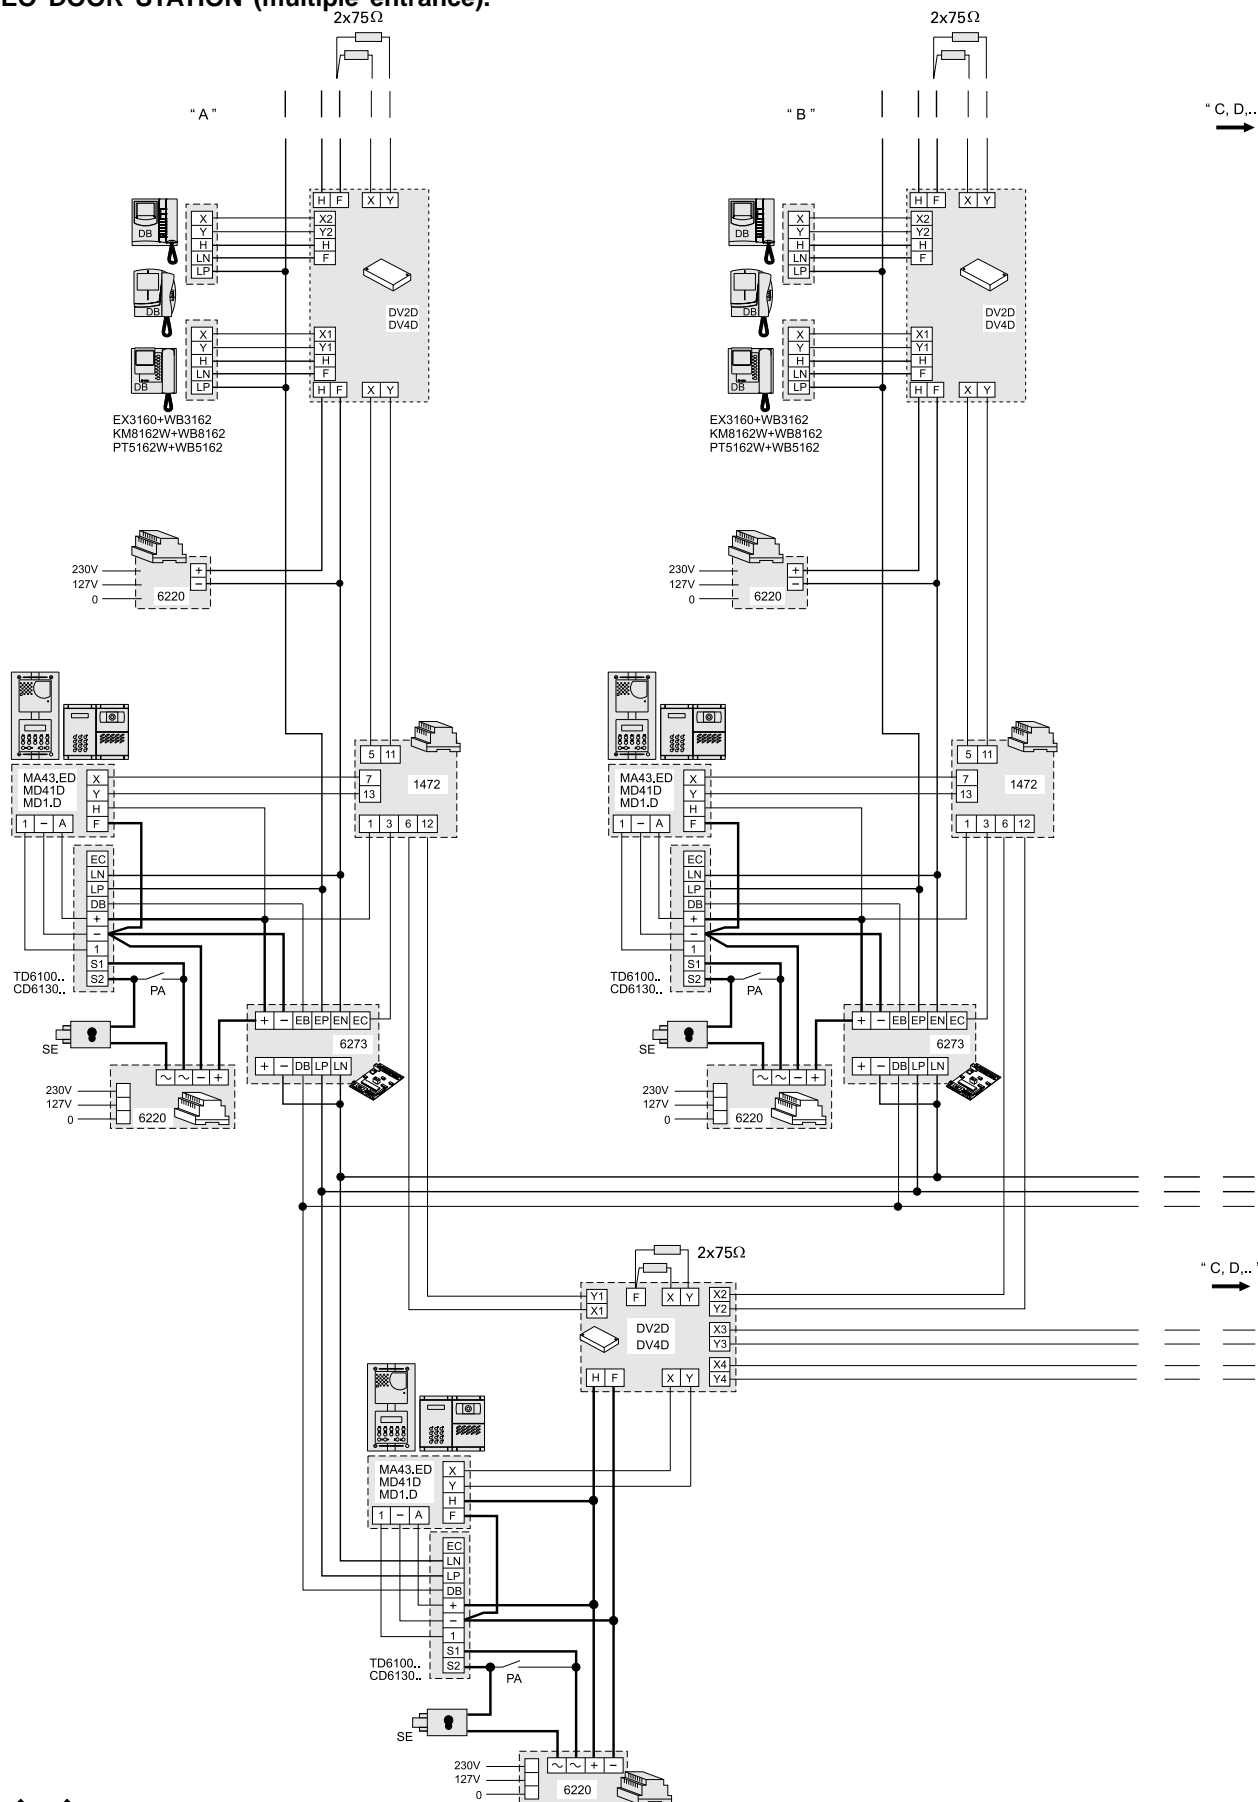 EO DOOR STATION (multiple entrance).
2x75Ω
2x75Ω
“ A ”
“ B ”
“ C, D,..
H F X Y
X
Y
H
LN
LP
X2
Y2
H
F
DB
DV2D
DV4D
DB
X
Y
H
LN
LP
X1
Y1
H
F
DB
H F X Y
EX3160+WB3162
KM8162W+WB8162
PT5162W+WB5162
H F X Y
X
Y
H
LN
LP
X2
Y2
H
F
DB
DV2D
DV4D
DB
X
Y
H
LN
LP
X1
Y1
H
F
DB
H F X Y
EX3160+WB3162
KM8162W+WB8162
PT5162W+WB5162
230V
127V
0
+
−
6220
230V
127V
0
+
−
6220
MA43.ED
MD41D
MD1.D
X
Y
H
F
1 − A
5 11
7
13
1472
1 3 6 12
EC
LN
LP
DB
+
−
1
S1
S2
TD6100..
CD6130..
PA
SE
+ − EB EP EN EC
6273
+ − DB LP LN
∼ ∼ − +
230V
127V
0
6220
MA43.ED
MD41D
MD1.D
X
Y
H
F
1 − A
5 11
7
13
1472
1 3 6 12
EC
LN
LP
DB
+
−
1
S1
S2
TD6100..
CD6130..
PA
SE
+ − EB EP EN EC
6273
+ − DB LP LN
∼ ∼ − +
230V
127V
0
6220
2x75Ω
“ C, D,.. ”
Y1
X1
F X Y
X2
Y2
X3
Y3
X4
Y4
DV2D
DV4D
H F X Y
MA43.ED
MD41D
MD1.D
X
Y
H
F
1 − A
EC
LN
LP
DB
+
−
1
S1
S2
TD6100..
CD6130..
PA
SE
∼ ∼ + −
230V
127V
0
6220